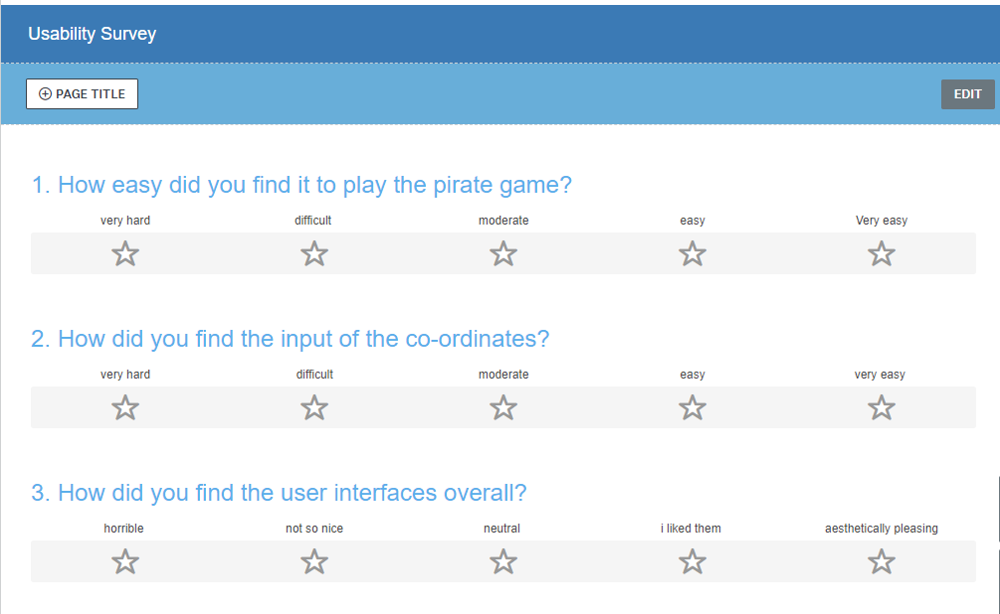 Usability Survey
PAGE TITLE
EDIT
1. How easy did you find it to play the pirate game?
very hard difficult moderate easy Very easy
2. How did you find the input of the co-ordinates?
very hard difficult moderate easy very easy
3. How did you find the user interfaces overall?
horrible not so nice neutral i liked them aesthetically pleasing